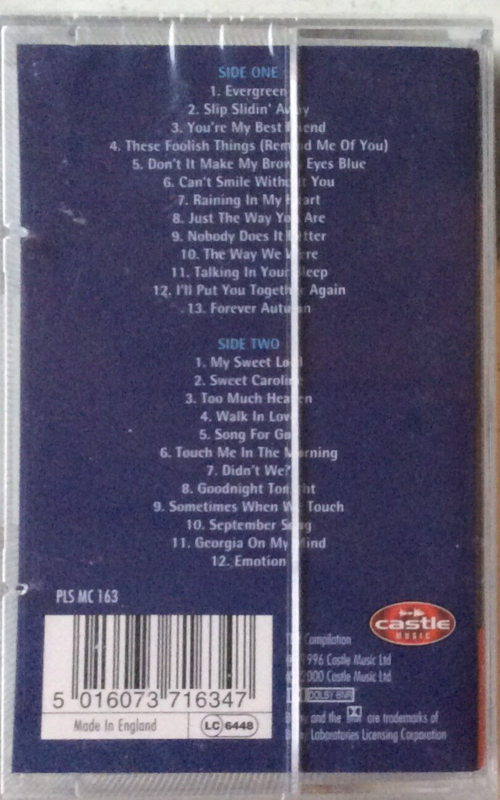 SIDE ONE
1. Evergreen
2. Slip Slidin' Away
3. You're My Best Friend
4. These Foolish Things (Remind Me Of You)
5. Don't It Make My Brown Eyes Blue
6. Can't Smile Without You
7. Raining In My Heart
8. Just The Way You Are
9. Nobody Does It Better
10. The Way We Were
11. Talking In Your Sleep
12. I'll Put You Together Again
13. Forever Autumn
SIDE TWO
1. My Sweet Lord
2. Sweet Caroline
3. Too Much Heaven
4. Walk In Love
5. Song For Guy
6. Touch Me In The Morning
7. Didn't We?
8. Goodnight Tonight
9. Sometimes When We Touch
10. September Song
11. Georgia On My Mind
12. Emotion
PLS MC 163
castle
MUSIC
This Compilation
℗ 1996 Castle Music Ltd
© 2000 Castle Music Ltd
DOLBY BNR
Dolby and the are trademarks of
Dolby Laboratories Licensing Corporation
5 016073 716347
Made In England
LC 6448